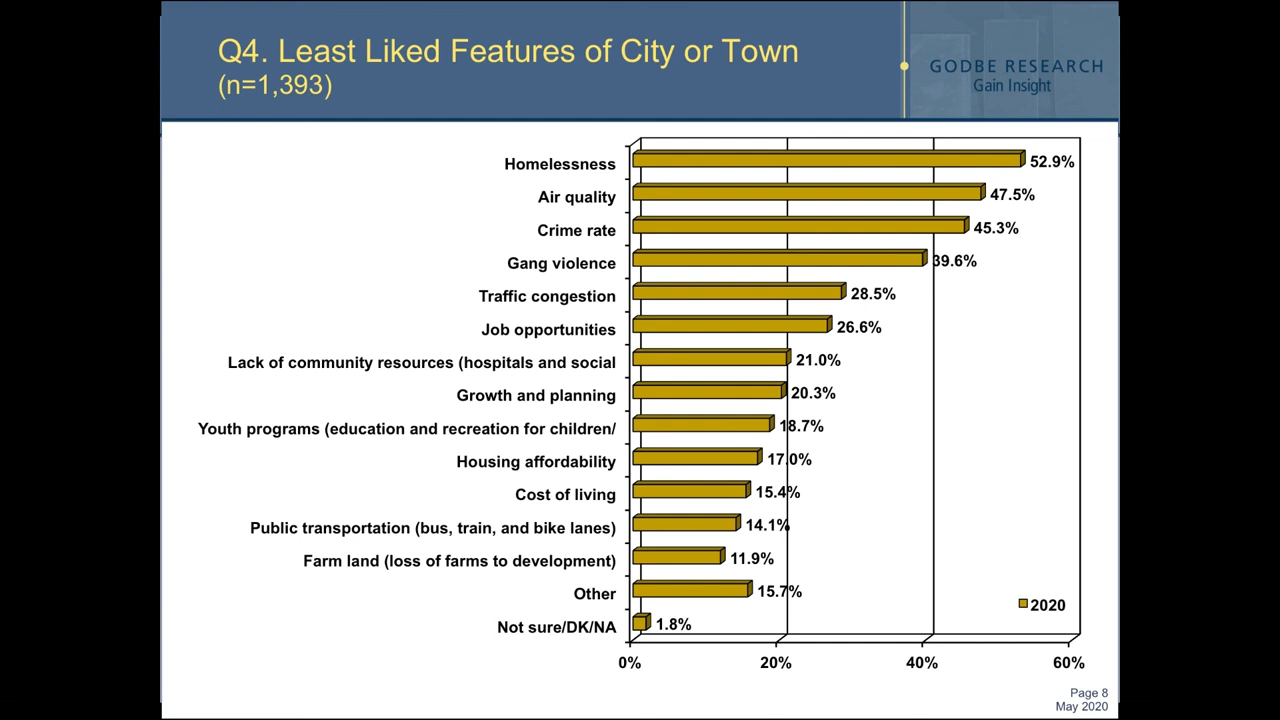 Q4. Least Liked Features of City or Town
(n=1,393)
GODBE RESEARCH
Gain Insight
Homelessness 52.9%
Air quality 47.5%
Crime rate 45.3%
Gang violence 39.6%
Traffic congestion 28.5%
Job opportunities 26.6%
Lack of community resources (hospitals and social 21.0%
Growth and planning 20.3%
Youth programs (education and recreation for children/ 18.7%
Housing affordability 17.0%
Cost of living 15.4%
Public transportation (bus, train, and bike lanes) 14.1%
Farm land (loss of farms to development) 11.9%
Other 15.7%
2020
Not sure/DK/NA 1.8%
0% 20% 40% 60%
Page 8
May 2020